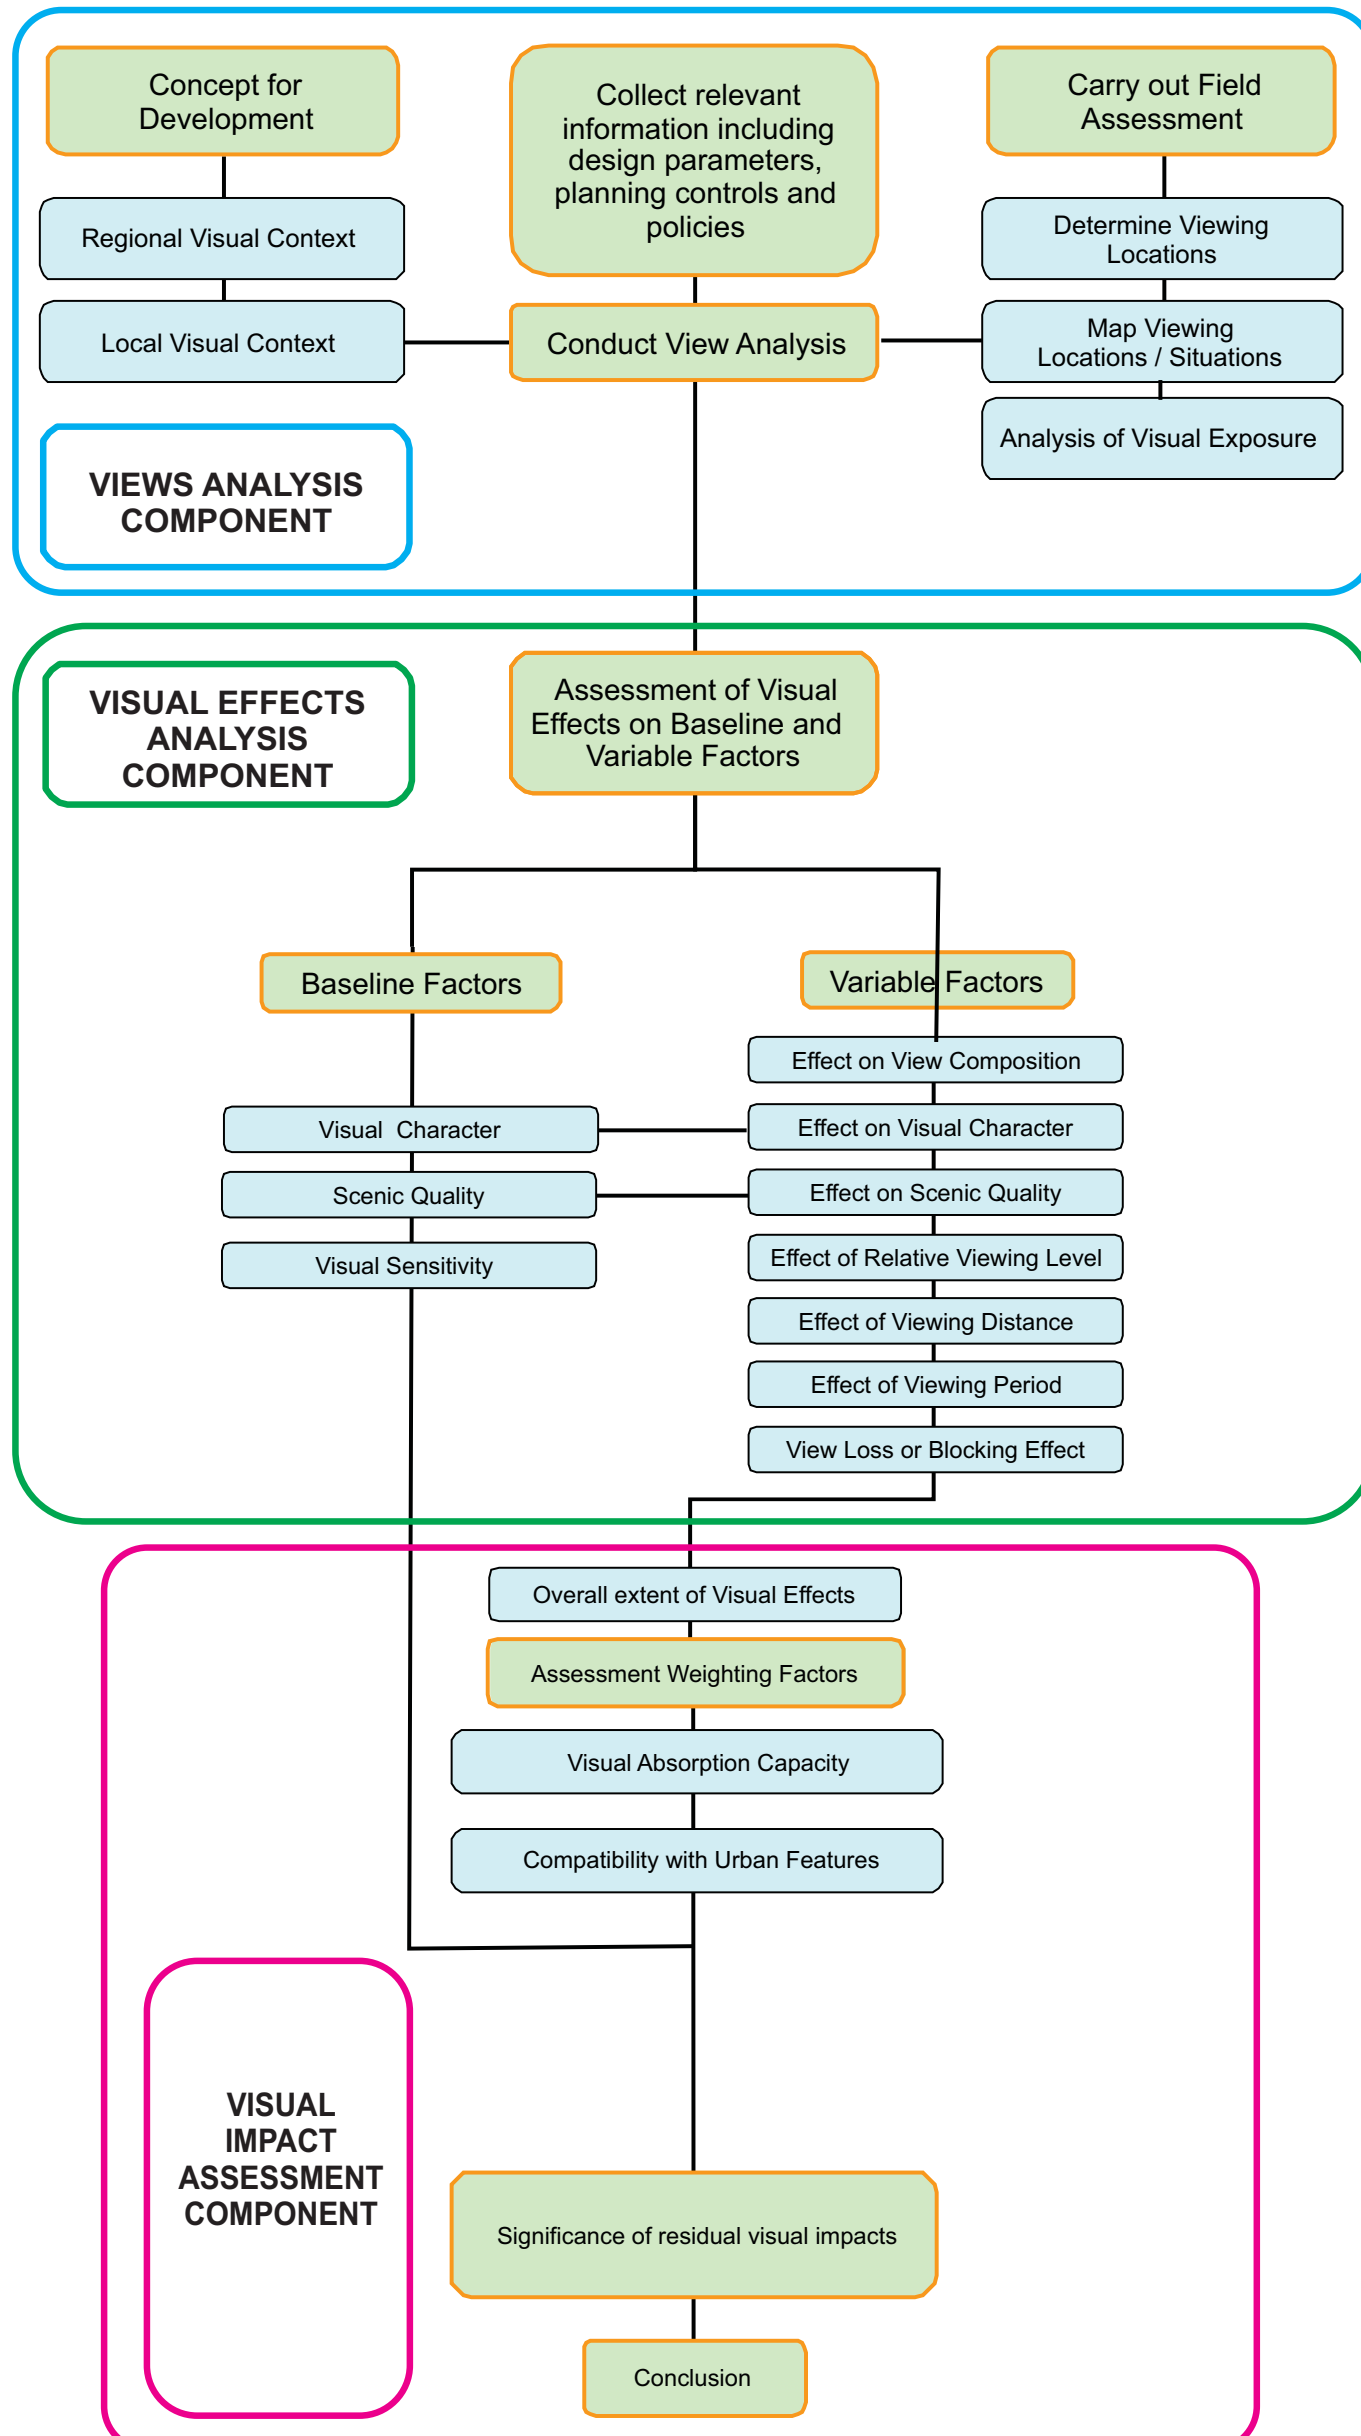 Concept for
Development
Regional Visual Context
Local Visual Context
Collect relevant
information including
design parameters,
planning controls and
policies
Conduct View Analysis
Carry out Field
Assessment
Determine Viewing
Locations
Map Viewing
Locations / Situations
Analysis of Visual Exposure
VIEWS ANALYSIS
COMPONENT
VISUAL EFFECTS
ANALYSIS
COMPONENT
Assessment of Visual
Effects on Baseline and
Variable Factors
Baseline Factors
Visual Character
Scenic Quality
Visual Sensitivity
Variable Factors
Effect on View Composition
Effect on Visual Character
Effect on Scenic Quality
Effect of Relative Viewing Level
Effect of Viewing Distance
Effect of Viewing Period
View Loss or Blocking Effect
Overall extent of Visual Effects
Assessment Weighting Factors
Visual Absorption Capacity
Compatibility with Urban Features
VISUAL
IMPACT
ASSESSMENT
COMPONENT
Significance of residual visual impacts
Conclusion